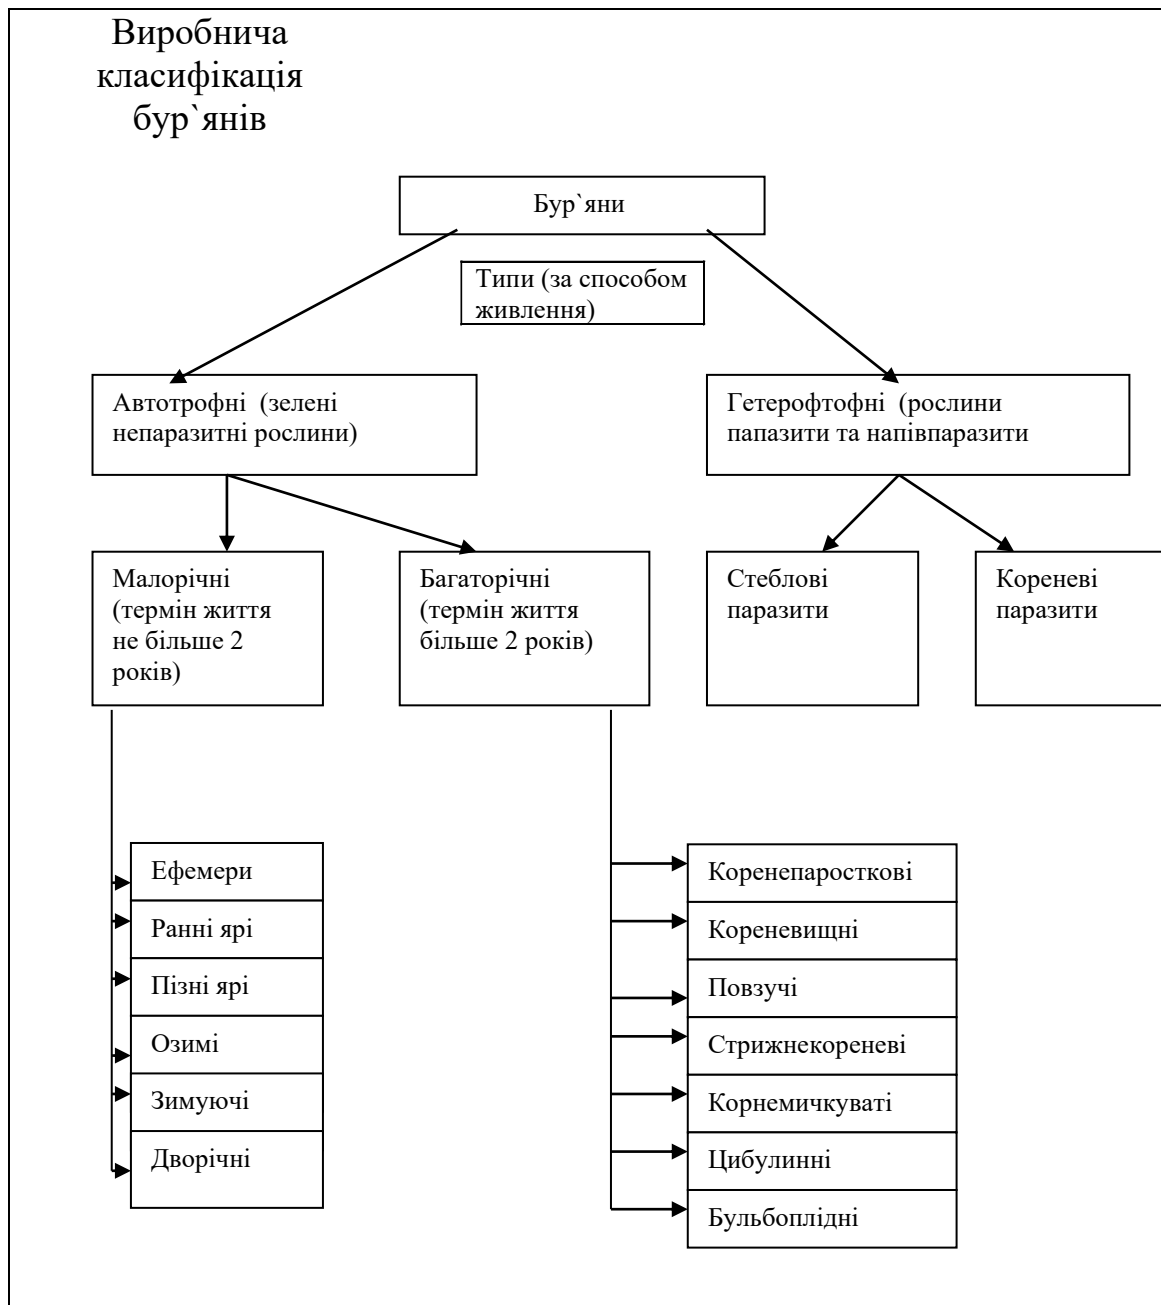 Виробнича
класифікація
бур`янів
Бур`яни
Типи (за способом
живлення)
Автотрофні (зелені
непаразитні рослини)
Гетерофтофні (рослини
папазити та напівпаразити
Малорічні
(термін життя
не більше 2
років)
Багаторічні
(термін життя
більше 2 років)
Стеблові
паразити
Кореневі
паразити
Ефемери
Ранні ярі
Пізні ярі
Озимі
Зимуючі
Дворічні
Коренепаросткові
Кореневищні
Повзучі
Стрижнекореневі
Корнемичкуваті
Цибулинні
Бульбоплідні